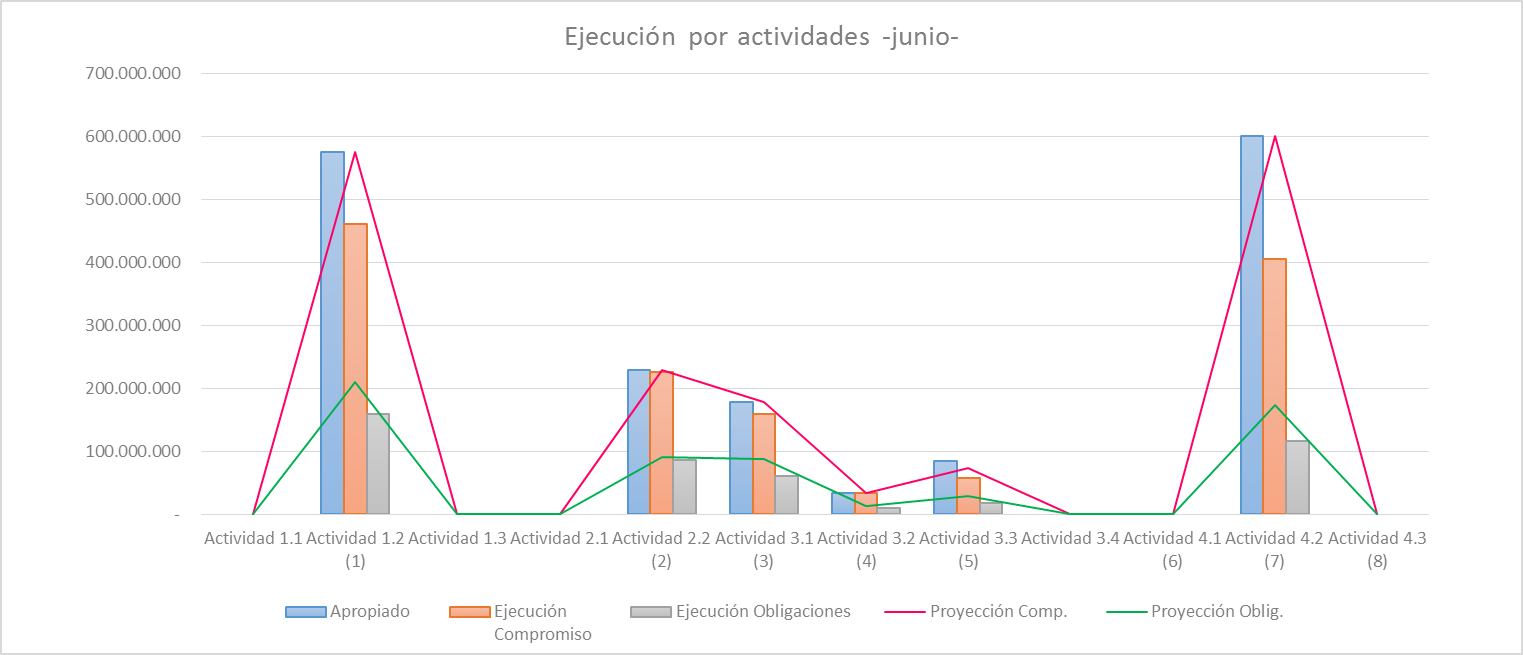 Ejecución por actividades -junio-
700.000.000
600.000.000
500.000.000
400.000.000
300.000.000
200.000.000
100.000.000
-
Actividad 1.1 Actividad 1.2 Actividad 1.3 Actividad 2.1 Actividad 2.2 Actividad 3.1 Actividad 3.2 Actividad 3.3 Actividad 3.4 Actividad 4.1 Actividad 4.2 Actividad 4.3
(1) (2) (3) (4) (5) (6) (7) (8)
Apropiado Ejecución Ejecución Obligaciones Proyección Comp. Proyección Oblig.
Compromiso